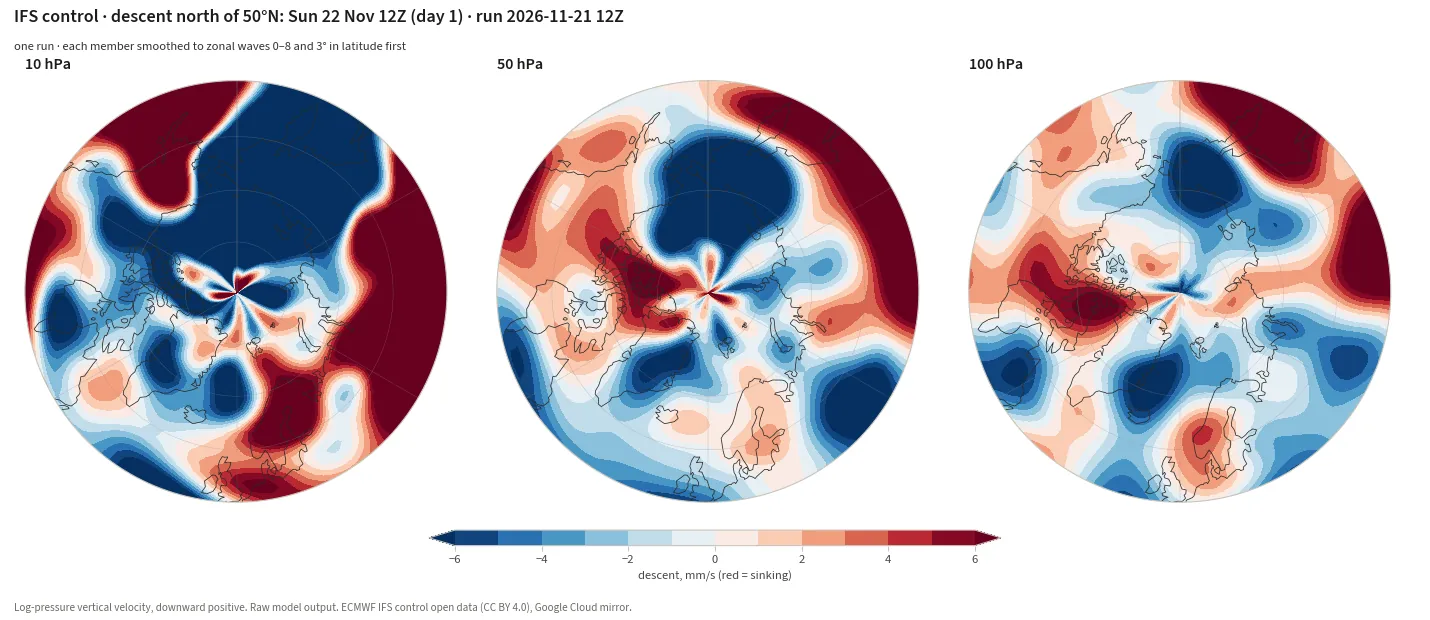 IFS control · descent north of 50°N: Sun 22 Nov 12Z (day 1) · run 2026-11-21 12Z
one run · each member smoothed to zonal waves 0–8 and 3° in latitude first
10 hPa
50 hPa
100 hPa
−6 −4 −2 0 2 4 6
descent, mm/s (red = sinking)
Log-pressure vertical velocity, downward positive. Raw model output. ECMWF IFS control open data (CC BY 4.0), Google Cloud mirror.